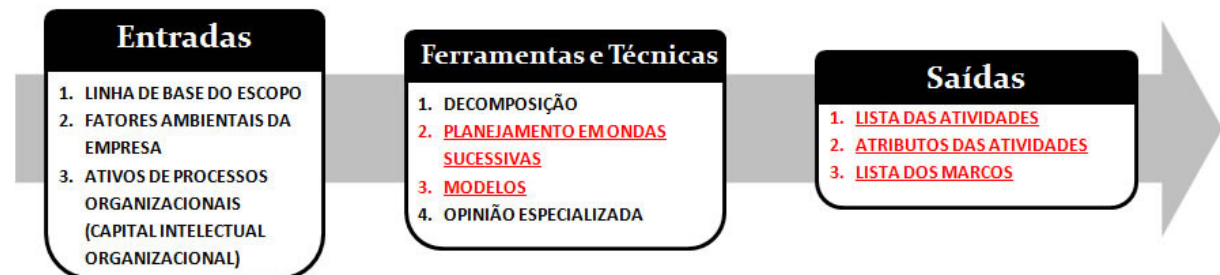 Entradas
1. LINHA DE BASE DO ESCOPO
2. FATORES AMBIENTAIS DA
EMPRESA
3. ATIVOS DE PROCESSOS
ORGANIZACIONAIS
(CAPITAL INTELECTUAL
ORGANIZACIONAL)
Ferramentas e Técnicas
1. DECOMPOSIÇÃO
2. PLANEJAMENTO EM ONDAS
SUCESSIVAS
3. MODELOS
4. OPINIÃO ESPECIALIZADA
Saídas
1. LISTA DAS ATIVIDADES
2. ATRIBUTOS DAS ATIVIDADES
3. LISTA DOS MARCOS